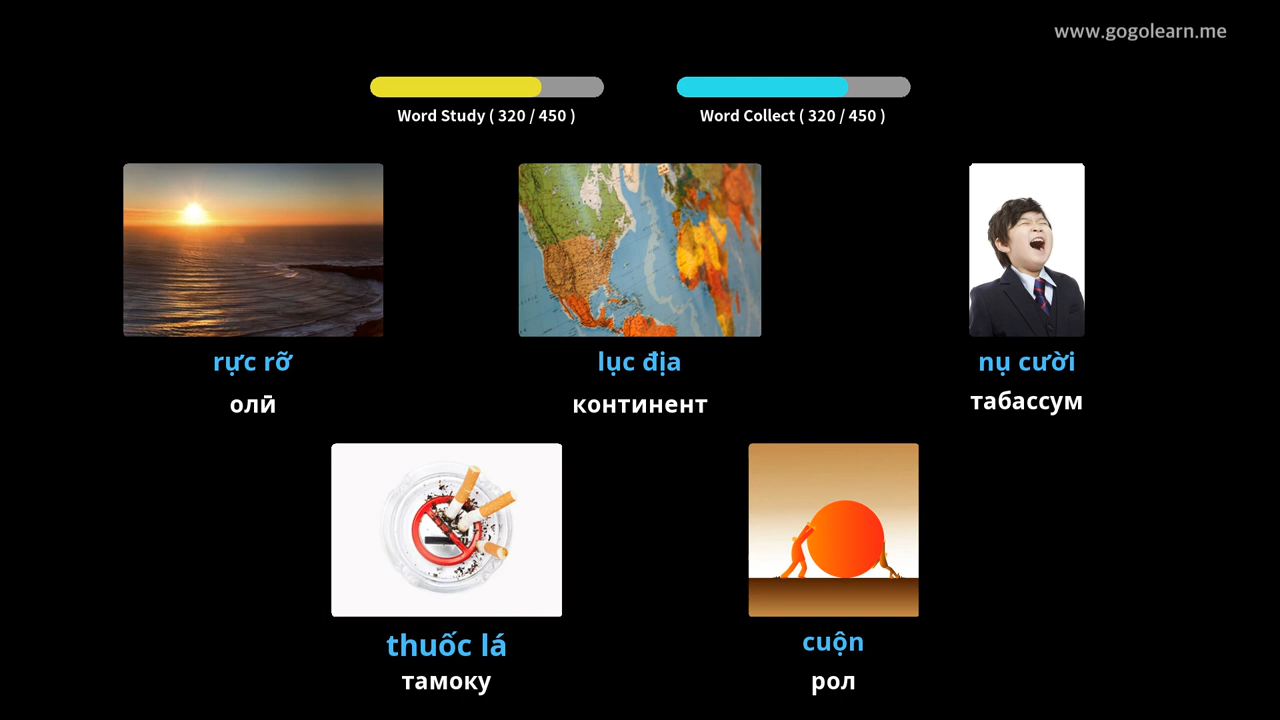 www.gogolearn.me
Word Study ( 320 / 450 )
Word Collect ( 320 / 450 )
rực rỡ
олӣ
lục địa
континент
nụ cười
табассум
thuốc lá
тамоку
cuộn
рол